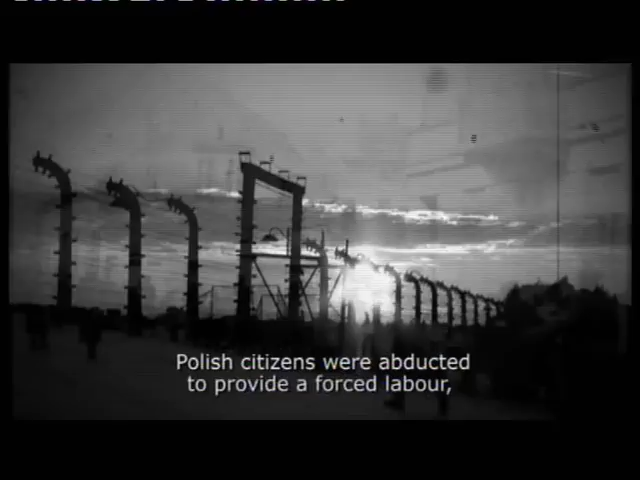 Polish citizens were abducted
to provide a forced labour,